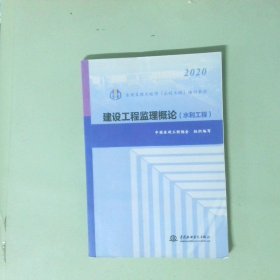 2020
全国监理工程师（水利工程）培训教材
建设工程监理概论（水利工程）
中国水利工程协会 组织编写
中国水利水电出版社